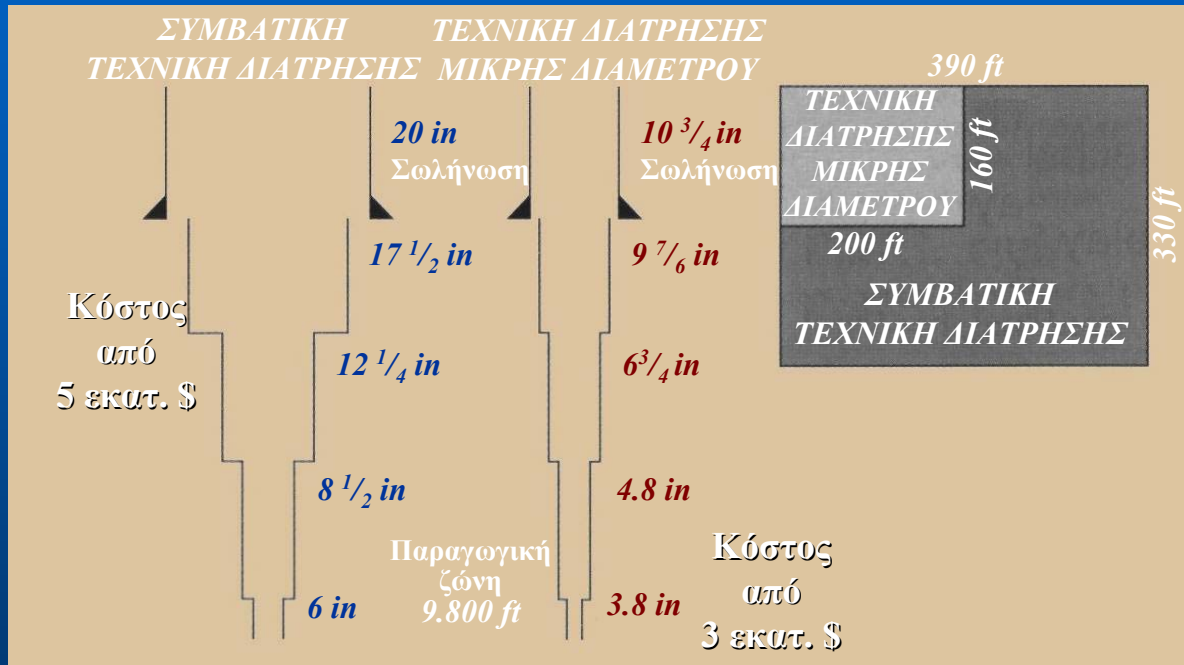 ΣΥΜΒΑΤΙΚΗ
ΤΕΧΝΙΚΗ ΔΙΑΤΡΗΣΗΣ
ΤΕΧΝΙΚΗ ΔΙΑΤΡΗΣΗΣ
ΜΙΚΡΗΣ ΔΙΑΜΕΤΡΟΥ
20 in
Σωλήνωση
17 1/2 in
12 1/4 in
8 1/2 in
6 in
Κόστος
από
5 εκατ. $
10 3/4 in
Σωλήνωση
9 7/6 in
6 3/4 in
4.8 in
3.8 in
Παραγωγική
ζώνη
9.800 ft
Κόστος
από
3 εκατ. $
390 ft
ΤΕΧΝΙΚΗ
ΔΙΑΤΡΗΣΗΣ
ΜΙΚΡΗΣ
ΔΙΑΜΕΤΡΟΥ
160 ft
200 ft
330 ft
ΣΥΜΒΑΤΙΚΗ
ΤΕΧΝΙΚΗ ΔΙΑΤΡΗΣΗΣ